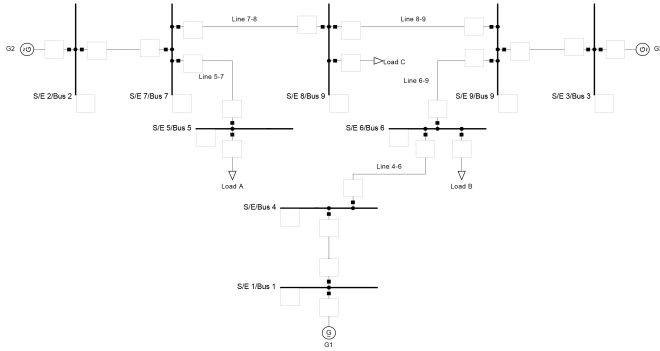 Line 7-8
Line 8-9
G2
G
G3
Line 5-7
Load C
Line 6-9
S/E 2/Bus 2
S/E 7/Bus 7
S/E 8/Bus 9
S/E 9/Bus 9
S/E 3/Bus 3
S/E 5/Bus 5
S/E 6/Bus 6
Line 4-6
Load A
Load B
S/E/Bus 4
S/E 1/Bus 1
G
G1